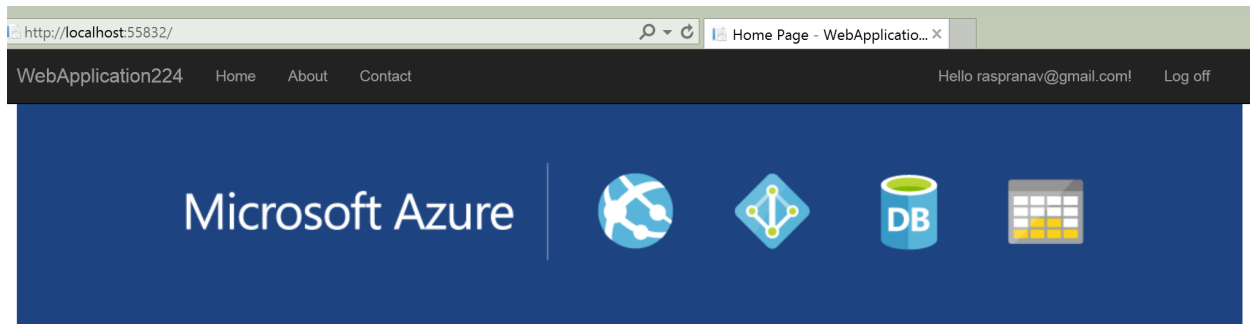 http://localhost:55832/
Home Page - WebApplicatio...
WebApplication224 Home About Contact Hello raspranav@gmail.com! Log off
Microsoft Azure
DB